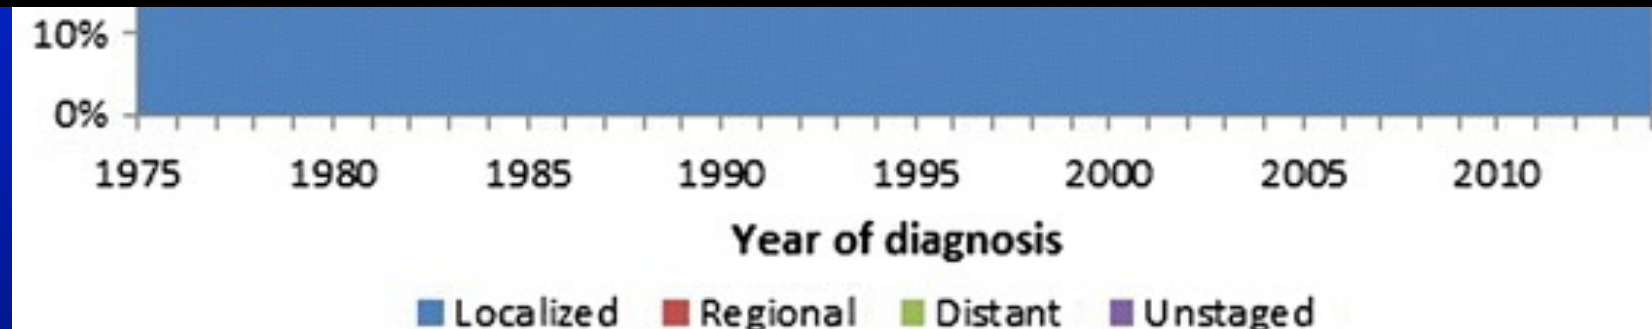 10%
0%
1975 1980 1985 1990 1995 2000 2005 2010
Year of diagnosis
Localized Regional Distant Unstaged